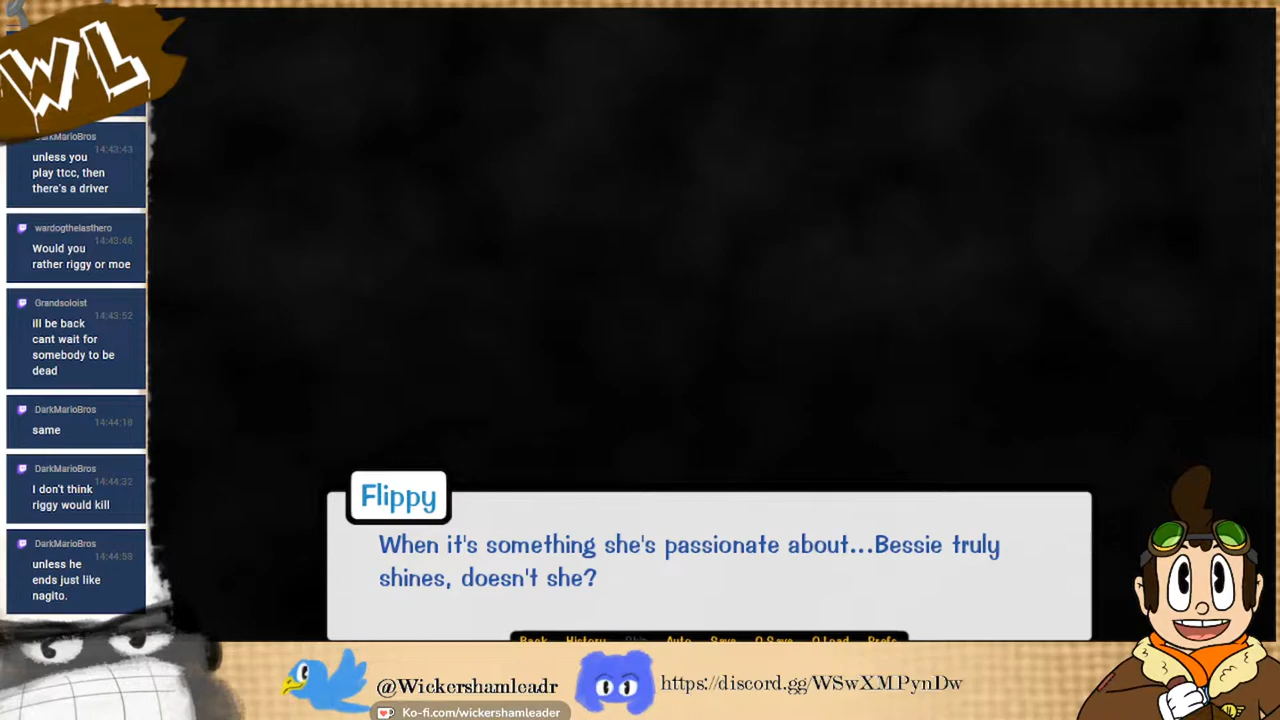 WL
DarkMarioBros
14:43:43
unless you
play ttcc, then
there's a driver
wardogthelasthero
14:43:46
Would you
rather riggy or moe
Grandsoloist
14:43:52
ill be back
cant wait for
somebody to be
dead
DarkMarioBros
14:44:18
same
DarkMarioBros
14:44:32
I don't think
riggy would kill
DarkMarioBros
14:44:53
unless he
ends just like
nagito.
Flippy
When it's something she's passionate about...Bessie truly
shines, doesn't she?
Back History Skip Auto Save Q.Save Q.Load Prefs
@Wickershamleadr
https://discord.gg/WSwXMPynDw
Ko-fi.com/wickershamleader